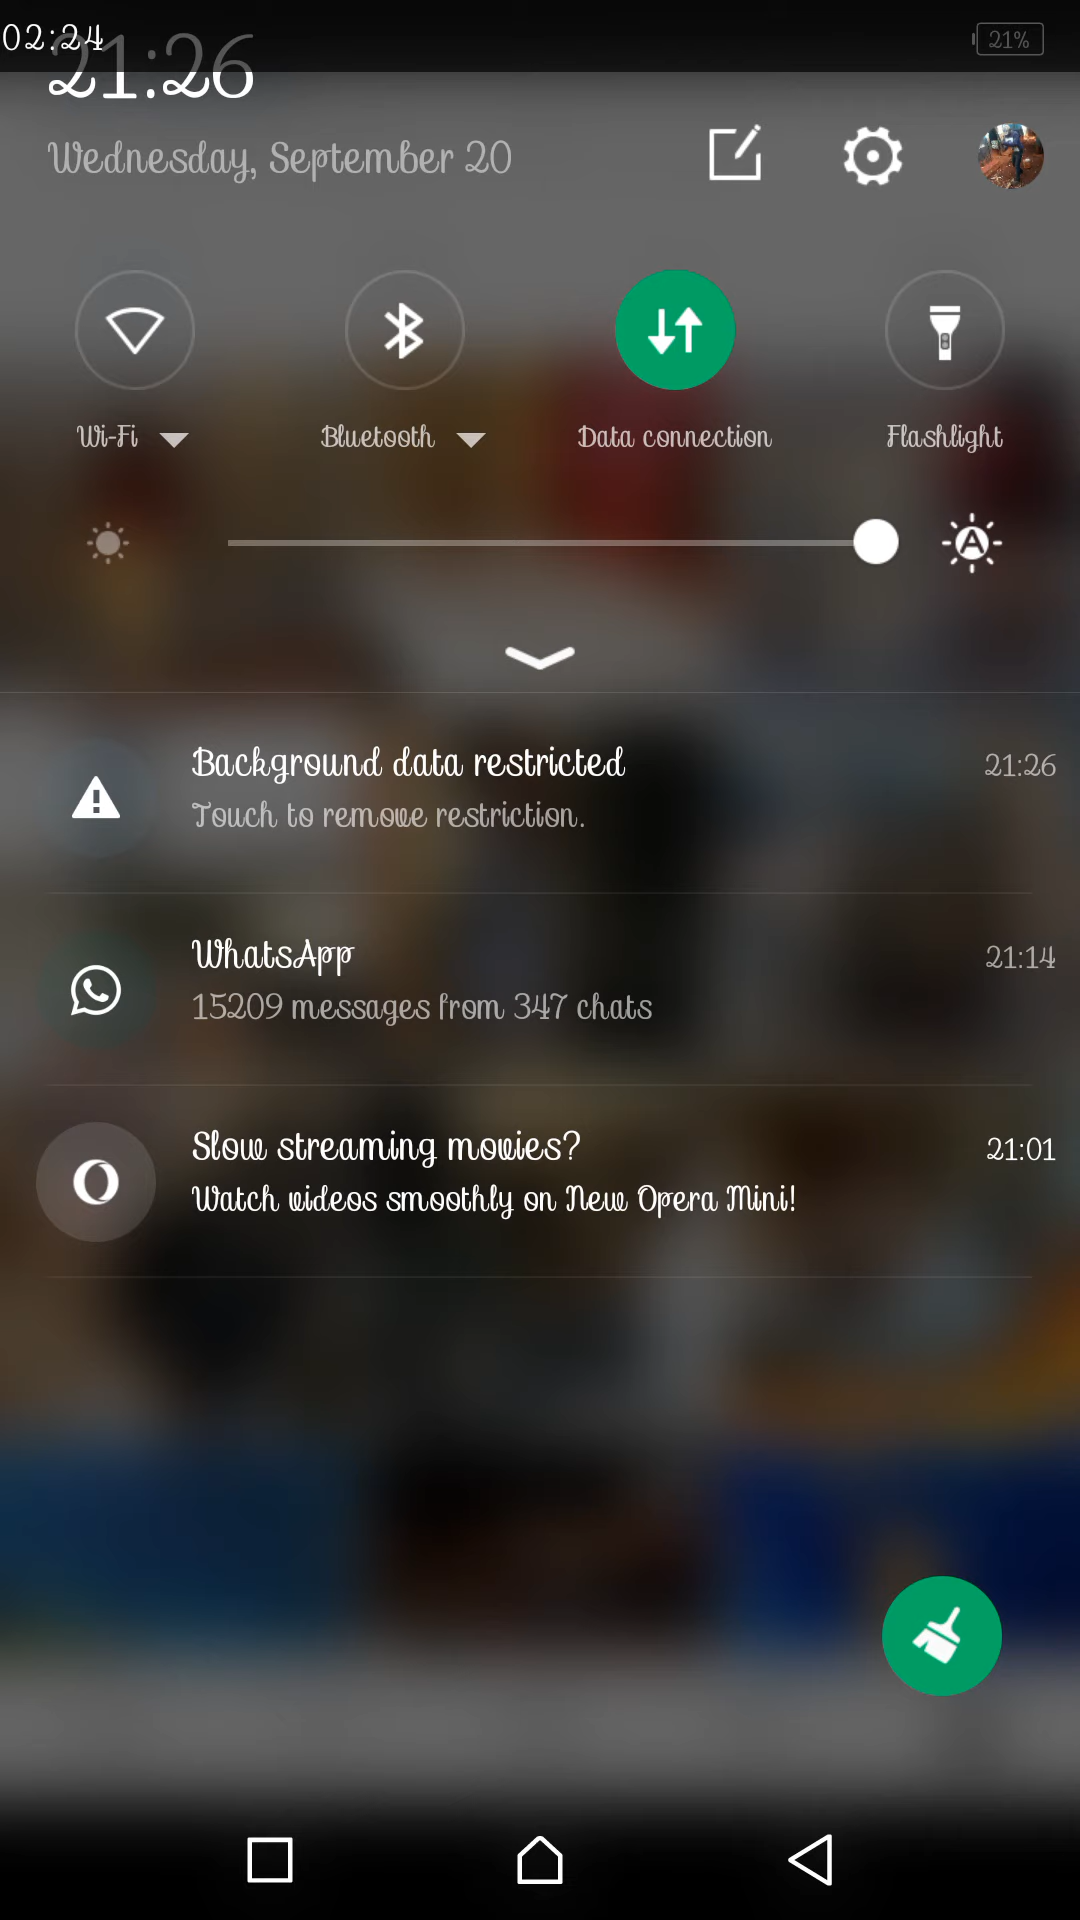 02:24
21%
21:26
Wednesday, September 20
Wi-Fi
Bluetooth
Data connection
Flashlight
A
Background data restricted
21:26
Touch to remove restriction.
WhatsApp
21:14
15209 messages from 347 chats
Slow streaming movies?
21:01
Watch videos smoothly on New Opera Mini!